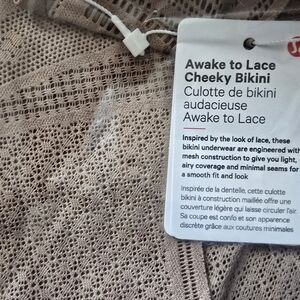 Awake to Lace
Cheeky Bikini
Culotte de bikini
audacieuse
Awake to Lace
Inspired by the look of lace, these
bikini underwear are engineered with
mesh construction to give you light,
airy coverage and minimal seams for
a smooth fit and look
Inspirée de la dentelle, cette culotte
bikini à construction maillée offre une
couverture légère qui laisse circuler l'air.
Sa coupe est confo et son apparence
discrète grâce aux coutures minimales